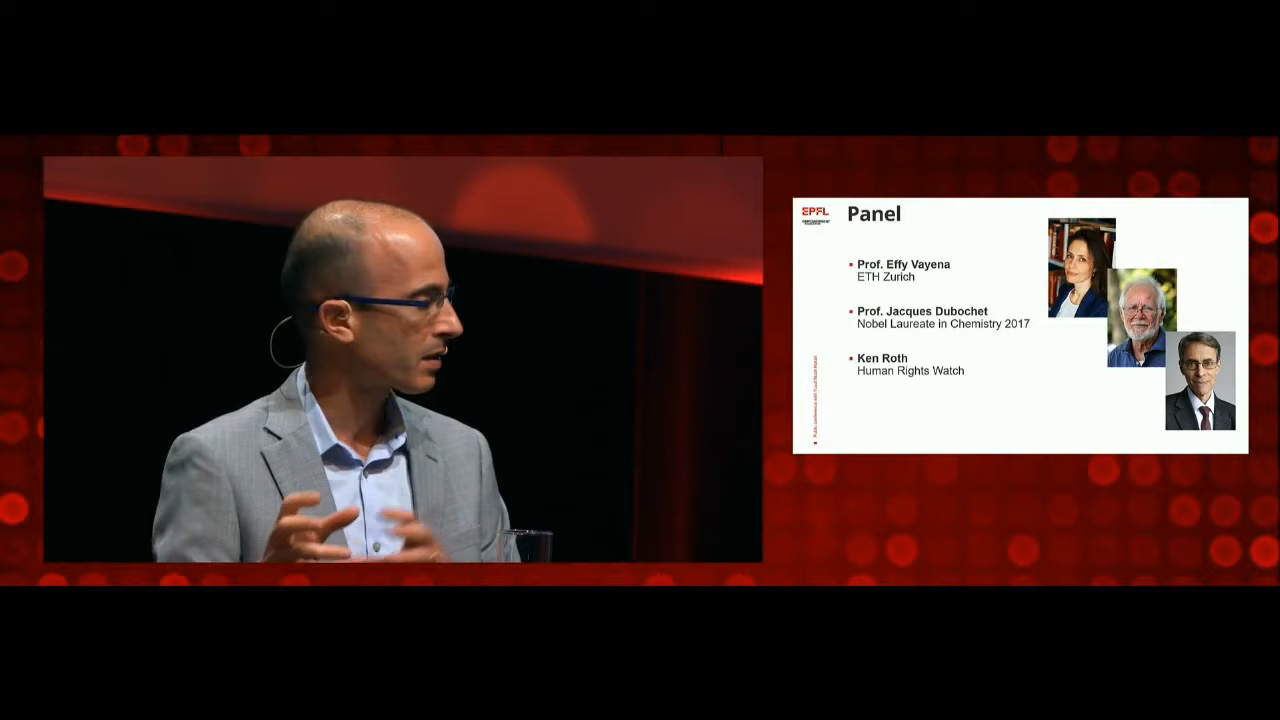 EPFL
Panel
Prof. Effy Vayena
ETH Zurich
Prof. Jacques Dubochet
Nobel Laureate in Chemistry 2017
Ken Roth
Human Rights Watch